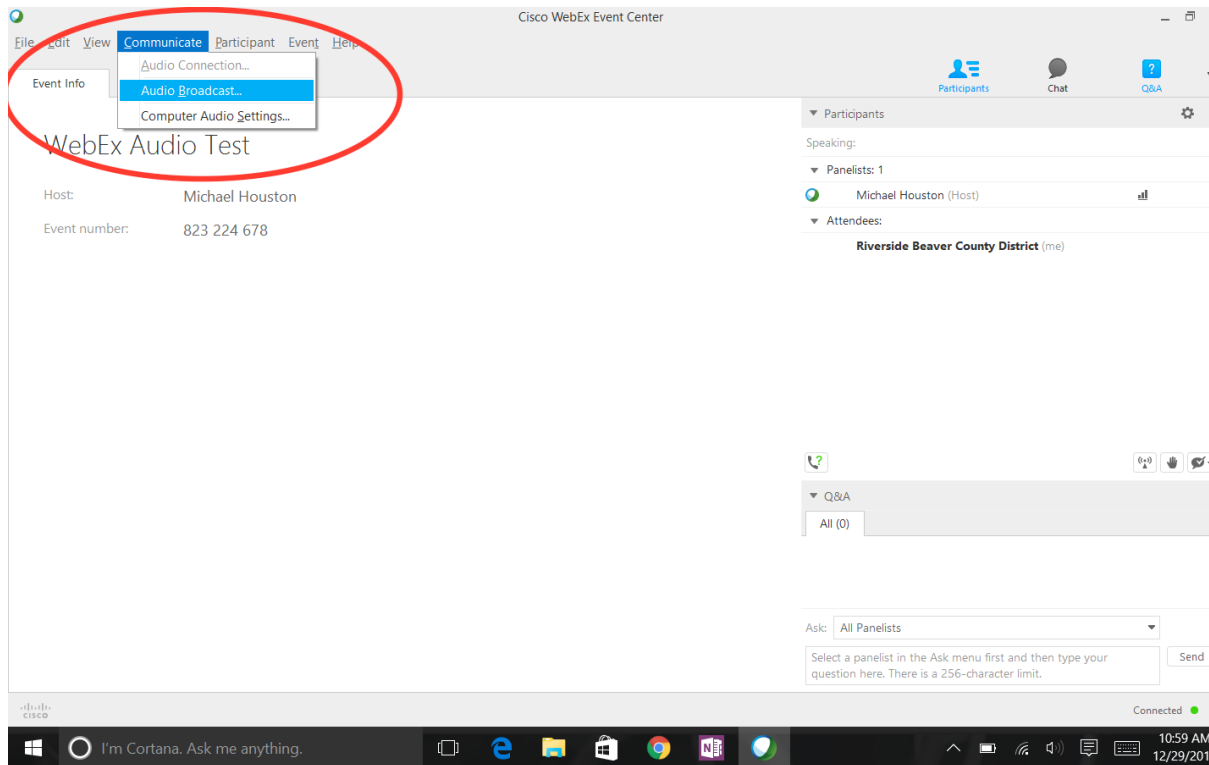 Cisco WebEx Event Center
File Edit View Communicate Participant Event Help
Audio Connection...
Audio Broadcast...
Computer Audio Settings...
Event Info
Participants Chat Q&A
WebEx Audio Test
Host: Michael Houston
Event number: 823 224 678
Participants
Speaking:
Panelists: 1
Michael Houston (Host)
Attendees:
Riverside Beaver County District (me)
Q&A
All (0)
Ask: All Panelists
Select a panelist in the Ask menu first and then type your
question here. There is a 256-character limit.
Send
cisco
Connected
I'm Cortana. Ask me anything.
10:59 AM
12/29/201